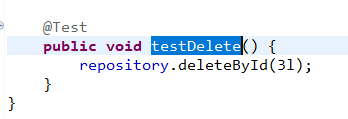 @Test
public void testDelete() {
repository.deleteById(3l);
}
}